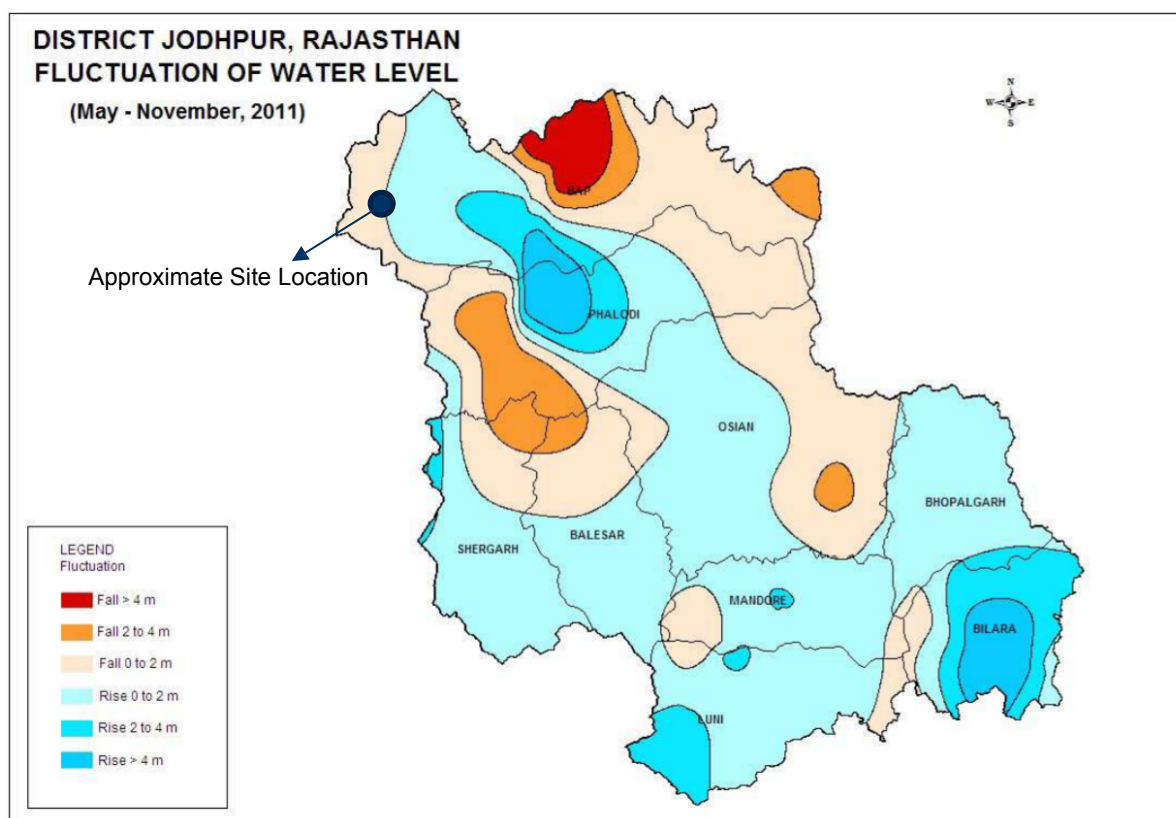 DISTRICT JODHPUR, RAJASTHAN
FLUCTUATION OF WATER LEVEL
(May - November, 2011)
N
W E
S
BAP
Approximate Site Location
PHALODI
OSIAN
BHOPALGARH
SHERGARH
BALESAR
MANDORE
BILARA
LUNI
LEGEND
Fluctuation
Fall > 4 m
Fall 2 to 4 m
Fall 0 to 2 m
Rise 0 to 2 m
Rise 2 to 4 m
Rise > 4 m